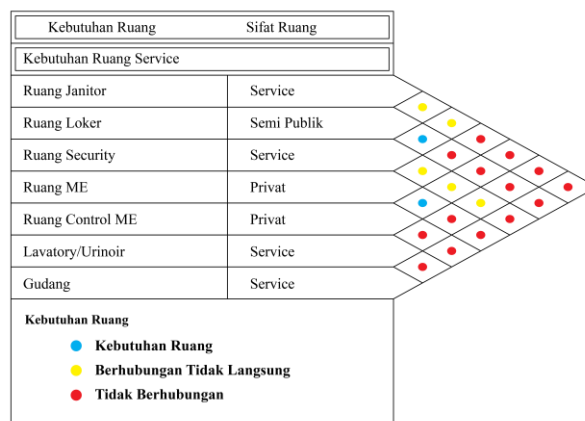 Kebutuhan Ruang Sifat Ruang
Kebutuhan Ruang Service
Ruang Janitor Service
Ruang Loker Semi Publik
Ruang Security Service
Ruang ME Privat
Ruang Control ME Privat
Lavatory/Urinoir Service
Gudang Service
Kebutuhan Ruang
Kebutuhan Ruang
Berhubungan Tidak Langsung
Tidak Berhubungan